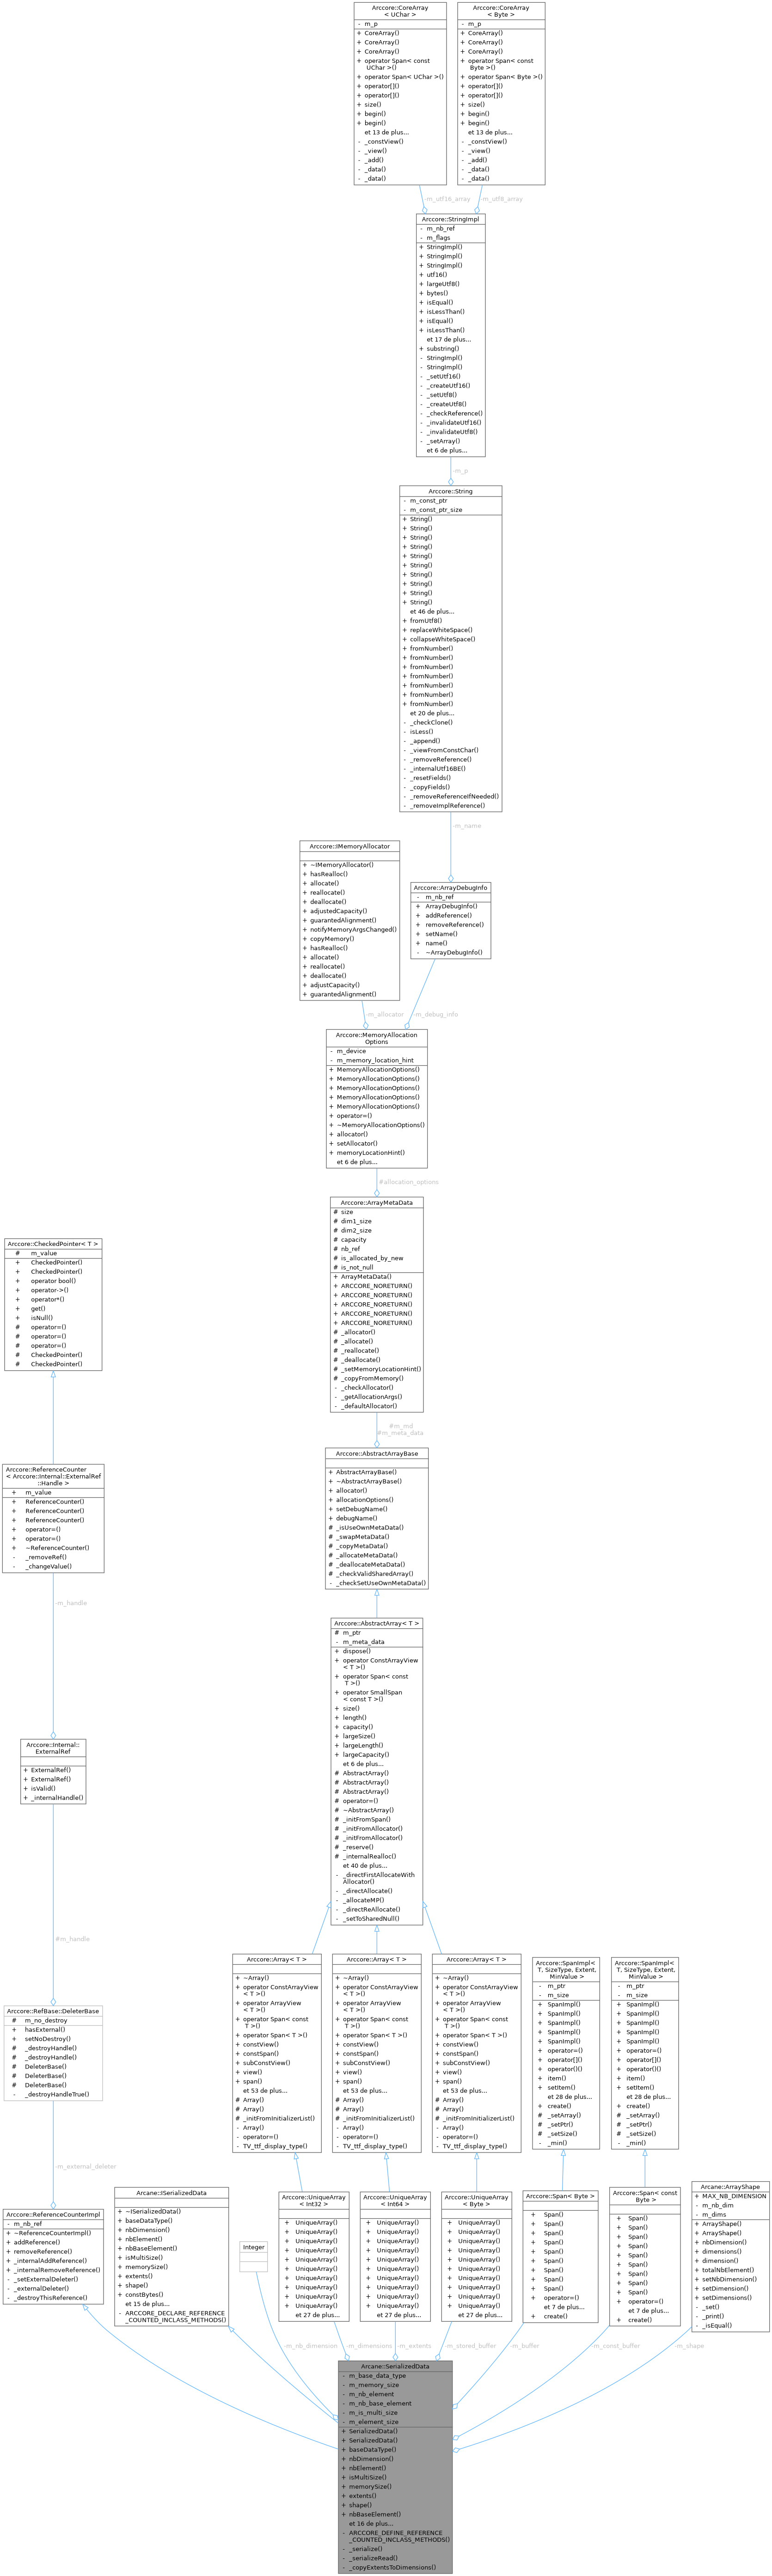 Arccore::CoreArray
< UChar >
- m_p
+ CoreArray()
+ CoreArray()
+ CoreArray()
+ operator Span< const
UChar >()
+ operator Span< UChar >()
+ operator[]()
+ operator[]()
+ size()
+ begin()
+ begin()
et 13 de plus...
- _constView()
- _view()
- _add()
- _data()
- _data()
Arccore::CoreArray
< Byte >
- m_p
+ CoreArray()
+ CoreArray()
+ CoreArray()
+ operator Span< const
Byte >()
+ operator Span< Byte >()
+ operator[]()
+ operator[]()
+ size()
+ begin()
+ begin()
et 13 de plus...
- _constView()
- _view()
- _add()
- _data()
- _data()
-m_utf16_array
-m_utf8_array
Arccore::StringImpl
- m_nb_ref
- m_flags
+ StringImpl()
+ StringImpl()
+ StringImpl()
+ utf16()
+ largeUtf8()
+ bytes()
+ isEqual()
+ isLessThan()
+ isEqual()
+ isLessThan()
et 17 de plus...
+ substring()
- StringImpl()
- StringImpl()
- _setUtf16()
- _createUtf16()
- _setUtf8()
- _createUtf8()
- _checkReference()
- _invalidateUtf16()
- _invalidateUtf8()
- _setArray()
et 6 de plus...
-m_p
Arccore::String
- m_const_ptr
- m_const_ptr_size
+ String()
+ String()
+ String()
+ String()
+ String()
+ String()
+ String()
+ String()
+ String()
+ String()
et 46 de plus...
+ fromUtf8()
+ replaceWhiteSpace()
+ collapseWhiteSpace()
+ fromNumber()
+ fromNumber()
+ fromNumber()
+ fromNumber()
+ fromNumber()
+ fromNumber()
+ fromNumber()
et 20 de plus...
- _checkClone()
- isLess()
- _append()
- _viewFromConstChar()
- _removeReference()
- _internalUtf16BE()
- _resetFields()
- _copyFields()
- _removeReferenceIfNeeded()
- _removeImplReference()
-m_name
Arccore::IMemoryAllocator
+ ~IMemoryAllocator()
+ hasRealloc()
+ allocate()
+ reallocate()
+ deallocate()
+ adjustedCapacity()
+ guarantedAlignment()
+ notifyMemoryArgsChanged()
+ copyMemory()
+ hasRealloc()
+ allocate()
+ reallocate()
+ deallocate()
+ adjustCapacity()
+ guarantedAlignment()
Arccore::ArrayDebugInfo
- m_nb_ref
+ ArrayDebugInfo()
+ addReference()
+ removeReference()
+ setName()
+ name()
- ~ArrayDebugInfo()
-m_allocator
-m_debug_info
Arccore::MemoryAllocation
Options
- m_device
- m_memory_location_hint
+ MemoryAllocationOptions()
+ MemoryAllocationOptions()
+ MemoryAllocationOptions()
+ MemoryAllocationOptions()
+ MemoryAllocationOptions()
+ operator=()
+ ~MemoryAllocationOptions()
+ allocator()
+ setAllocator()
+ memoryLocationHint()
et 6 de plus...
#allocation_options
Arccore::ArrayMetaData
# size
# dim1_size
# dim2_size
# capacity
# nb_ref
# is_allocated_by_new
# is_not_null
+ ArrayMetaData()
+ ARCCORE_NORETURN()
+ ARCCORE_NORETURN()
+ ARCCORE_NORETURN()
+ ARCCORE_NORETURN()
+ ARCCORE_NORETURN()
# _allocator()
# _allocate()
# _reallocate()
# _deallocate()
# _setMemoryLocationHint()
# _copyFromMemory()
- _checkAllocator()
- _getAllocationArgs()
- _defaultAllocator()
#m_md
#m_meta_data
Arccore::CheckedPointer< T >
# m_value
+ CheckedPointer()
+ CheckedPointer()
+ operator bool()
+ operator->()
+ operator*()
+ get()
+ isNull()
# operator=()
# operator=()
# operator=()
# CheckedPointer()
# CheckedPointer()
Arccore::AbstractArrayBase
+ AbstractArrayBase()
+ ~AbstractArrayBase()
+ allocator()
+ allocationOptions()
+ setDebugName()
+ debugName()
# _isUseOwnMetaData()
# _swapMetaData()
# _copyMetaData()
# _allocateMetaData()
# _deallocateMetaData()
# _checkValidSharedArray()
- _checkSetUseOwnMetaData()
Arccore::ReferenceCounter
< Arccore::Internal::ExternalRef
::Handle >
+ m_value
+ ReferenceCounter()
+ ReferenceCounter()
+ ReferenceCounter()
+ operator=()
+ operator=()
+ ~ReferenceCounter()
- _removeRef()
- _changeValue()
-m_handle
Arccore::AbstractArray< T >
# m_ptr
- m_meta_data
+ dispose()
+ operator ConstArrayView
< T >()
+ operator Span< const
T >()
+ operator SmallSpan
< const T >()
+ size()
+ length()
+ capacity()
+ largeSize()
+ largeLength()
+ largeCapacity()
et 6 de plus...
# AbstractArray()
# AbstractArray()
# AbstractArray()
# operator=()
# ~AbstractArray()
# _initFromSpan()
# _initFromAllocator()
# _initFromAllocator()
# _reserve()
# _internalRealloc()
et 40 de plus...
- _directFirstAllocateWith
Allocator()
- _directAllocate()
- _allocateMP()
- _directReAllocate()
- _setToSharedNull()
Arccore::Internal::
ExternalRef
+ ExternalRef()
+ ExternalRef()
+ isValid()
+ _internalHandle()
#m_handle
Arccore::Array< T >
+ ~Array()
+ operator ConstArrayView
< T >()
+ operator ArrayView
< T >()
+ operator Span< const
T >()
+ operator Span< T >()
+ constView()
+ constSpan()
+ subConstView()
+ view()
+ span()
et 53 de plus...
# Array()
# Array()
# _initFromInitializerList()
- Array()
- operator=()
- TV_ttf_display_type()
Arccore::Array< T >
+ ~Array()
+ operator ConstArrayView
< T >()
+ operator ArrayView
< T >()
+ operator Span< const
T >()
+ operator Span< T >()
+ constView()
+ constSpan()
+ subConstView()
+ view()
+ span()
et 53 de plus...
# Array()
# Array()
# _initFromInitializerList()
- Array()
- operator=()
- TV_ttf_display_type()
Arccore::Array< T >
+ ~Array()
+ operator ConstArrayView
< T >()
+ operator ArrayView
< T >()
+ operator Span< const
T >()
+ operator Span< T >()
+ constView()
+ constSpan()
+ subConstView()
+ view()
+ span()
et 53 de plus...
# Array()
# Array()
# _initFromInitializerList()
- Array()
- operator=()
- TV_ttf_display_type()
Arccore::SpanImpl<
T, SizeType, Extent,
MinValue >
- m_ptr
- m_size
+ SpanImpl()
+ SpanImpl()
+ SpanImpl()
+ SpanImpl()
+ SpanImpl()
+ operator=()
+ operator[]()
+ operator()()
+ item()
+ setItem()
et 28 de plus...
+ create()
# _setArray()
# _setPtr()
# _setSize()
- _min()
Arccore::SpanImpl<
T, SizeType, Extent,
MinValue >
- m_ptr
- m_size
+ SpanImpl()
+ SpanImpl()
+ SpanImpl()
+ SpanImpl()
+ SpanImpl()
+ operator=()
+ operator[]()
+ operator()()
+ item()
+ setItem()
et 28 de plus...
+ create()
# _setArray()
# _setPtr()
# _setSize()
- _min()
Arccore::RefBase::DeleterBase
# m_no_destroy
+ hasExternal()
+ setNoDestroy()
# _destroyHandle()
# _destroyHandle()
# DeleterBase()
# DeleterBase()
# DeleterBase()
- _destroyHandleTrue()
-m_external_deleter
Arccore::ReferenceCounterImpl
- m_nb_ref
+ ~ReferenceCounterImpl()
+ addReference()
+ removeReference()
+ _internalAddReference()
+ _internalRemoveReference()
- _setExternalDeleter()
- _externalDeleter()
- _destroyThisReference()
Arcane::ISerializedData
+ ~ISerializedData()
+ baseDataType()
+ nbDimension()
+ nbElement()
+ nbBaseElement()
+ isMultiSize()
+ memorySize()
+ extents()
+ shape()
+ constBytes()
et 15 de plus...
- ARCCORE_DECLARE_REFERENCE
_COUNTED_INCLASS_METHODS()
Integer
Arccore::UniqueArray
< Int32 >
+ UniqueArray()
+ UniqueArray()
+ UniqueArray()
+ UniqueArray()
+ UniqueArray()
+ UniqueArray()
+ UniqueArray()
+ UniqueArray()
+ UniqueArray()
+ UniqueArray()
et 27 de plus...
Arccore::UniqueArray
< Int64 >
+ UniqueArray()
+ UniqueArray()
+ UniqueArray()
+ UniqueArray()
+ UniqueArray()
+ UniqueArray()
+ UniqueArray()
+ UniqueArray()
+ UniqueArray()
+ UniqueArray()
et 27 de plus...
Arccore::UniqueArray
< Byte >
+ UniqueArray()
+ UniqueArray()
+ UniqueArray()
+ UniqueArray()
+ UniqueArray()
+ UniqueArray()
+ UniqueArray()
+ UniqueArray()
+ UniqueArray()
+ UniqueArray()
et 27 de plus...
Arccore::Span< Byte >
+ Span()
+ Span()
+ Span()
+ Span()
+ Span()
+ Span()
+ Span()
+ Span()
+ Span()
+ operator=()
et 7 de plus...
+ create()
Arccore::Span< const
Byte >
+ Span()
+ Span()
+ Span()
+ Span()
+ Span()
+ Span()
+ Span()
+ Span()
+ Span()
+ operator=()
et 7 de plus...
+ create()
Arcane::ArrayShape
+ MAX_NB_DIMENSION
- m_nb_dim
- m_dims
+ ArrayShape()
+ ArrayShape()
+ nbDimension()
+ dimensions()
+ dimension()
+ totalNbElement()
+ setNbDimension()
+ setDimension()
+ setDimensions()
- _set()
- _print()
- _isEqual()
-m_nb_dimension
-m_dimensions
-m_extents
-m_stored_buffer
-m_buffer
-m_const_buffer
-m_shape
Arcane::SerializedData
- m_base_data_type
- m_memory_size
- m_nb_element
- m_nb_base_element
- m_is_multi_size
- m_element_size
+ SerializedData()
+ SerializedData()
+ baseDataType()
+ nbDimension()
+ nbElement()
+ isMultiSize()
+ memorySize()
+ extents()
+ shape()
+ nbBaseElement()
et 16 de plus...
- ARCCORE_DEFINE_REFERENCE
_COUNTED_INCLASS_METHODS()
- _serialize()
- _serializeRead()
- _copyExtentsToDimensions()